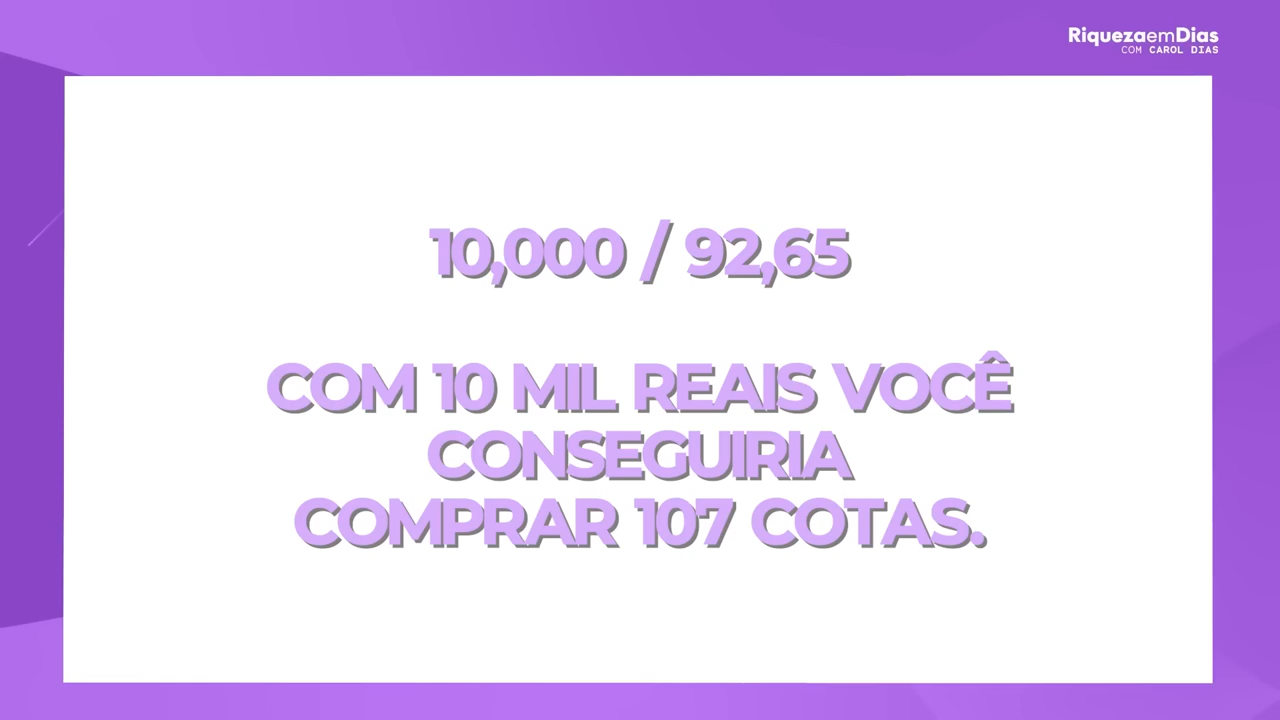 RiquezaemDias
COM CAROL DIAS
10,000 / 92,65
COM 10 MIL REAIS VOCÊ
CONSEGUIRIA
COMPRAR 107 COTAS.